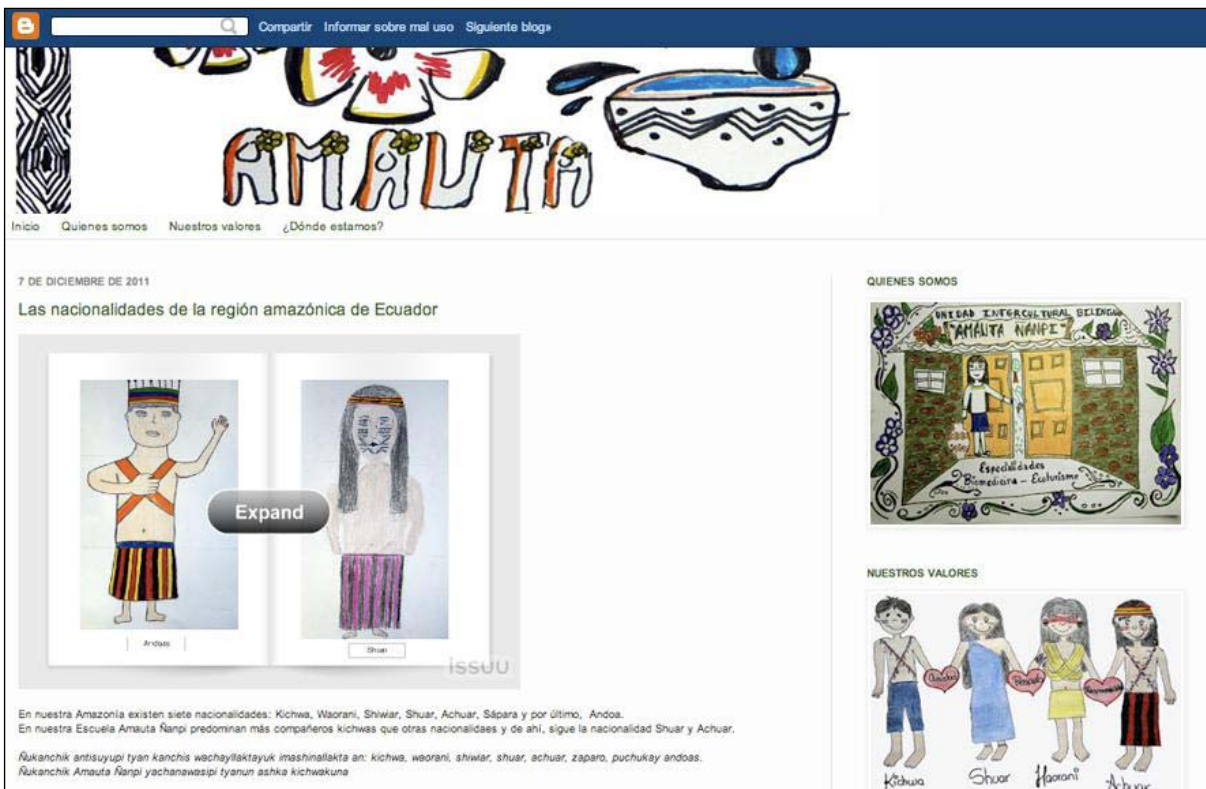 Compartir Informar sobre mal uso Siguiente blog»
AMAUTA
Inicio Quienes somos Nuestros valores ¿Dónde estamos?
7 DE DICIEMBRE DE 2011
Las nacionalidades de la región amazónica de Ecuador
Expand
Andoas
Shuar
issuu
En nuestra Amazonía existen siete nacionalidades: Kichwa, Waorani, Shiwiar, Shuar, Achuar, Sápara y por último, Andoa.
En nuestra Escuela Amauta Ñanpi predominan más compañeros kichwas que otras nacionalidaes y de ahí, sigue la nacionalidad Shuar y Achuar.
Ñukanchik antisuyupi tyan kanchis wachayllaktayuk imashinallakta an: kichwa, waorani, shiwiar, shuar, achuar, zaparo, puchukay andoas.
Ñukanchik Amauta Ñanpi yachanawasipi tyanun ashka kichwakuna
QUIENES SOMOS
UNIDAD INTERCULTURAL BILENGUE
"AMAUTA ÑANPI"
Especialidades
Biomedicina - Ecoturismo
NUESTROS VALORES
Respeto
Kichwa Shuar Haorani Achuar